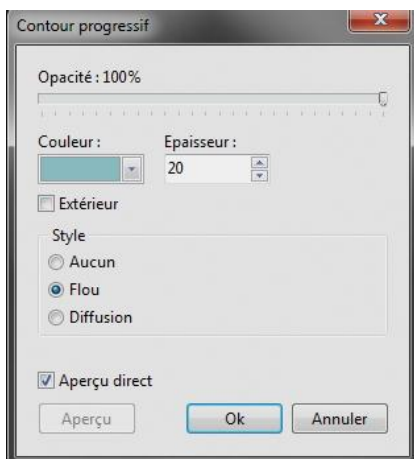 Contour progressif
Opacité : 100%
Couleur : Epaisseur :
20
Extérieur
Style
Aucun
Flou
Diffusion
Aperçu direct
Aperçu Ok Annuler